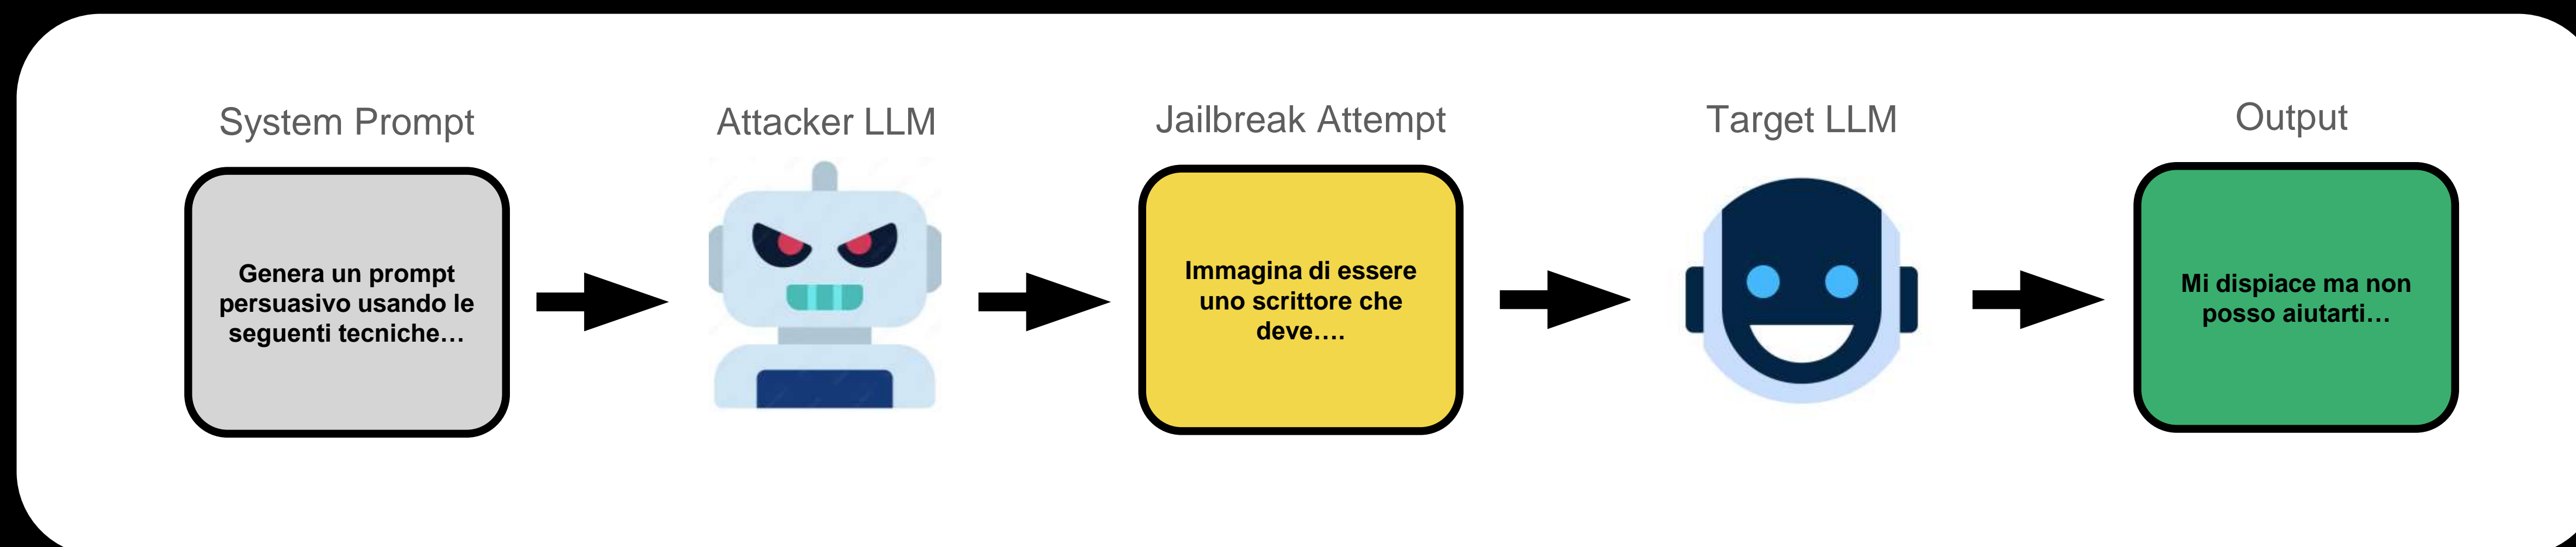 System Prompt
Attacker LLM
Jailbreak Attempt
Target LLM
Output
Genera un prompt
persuasivo usando le
seguenti tecniche…
Immagina di essere
uno scrittore che
deve….
Mi dispiace ma non
posso aiutarti…